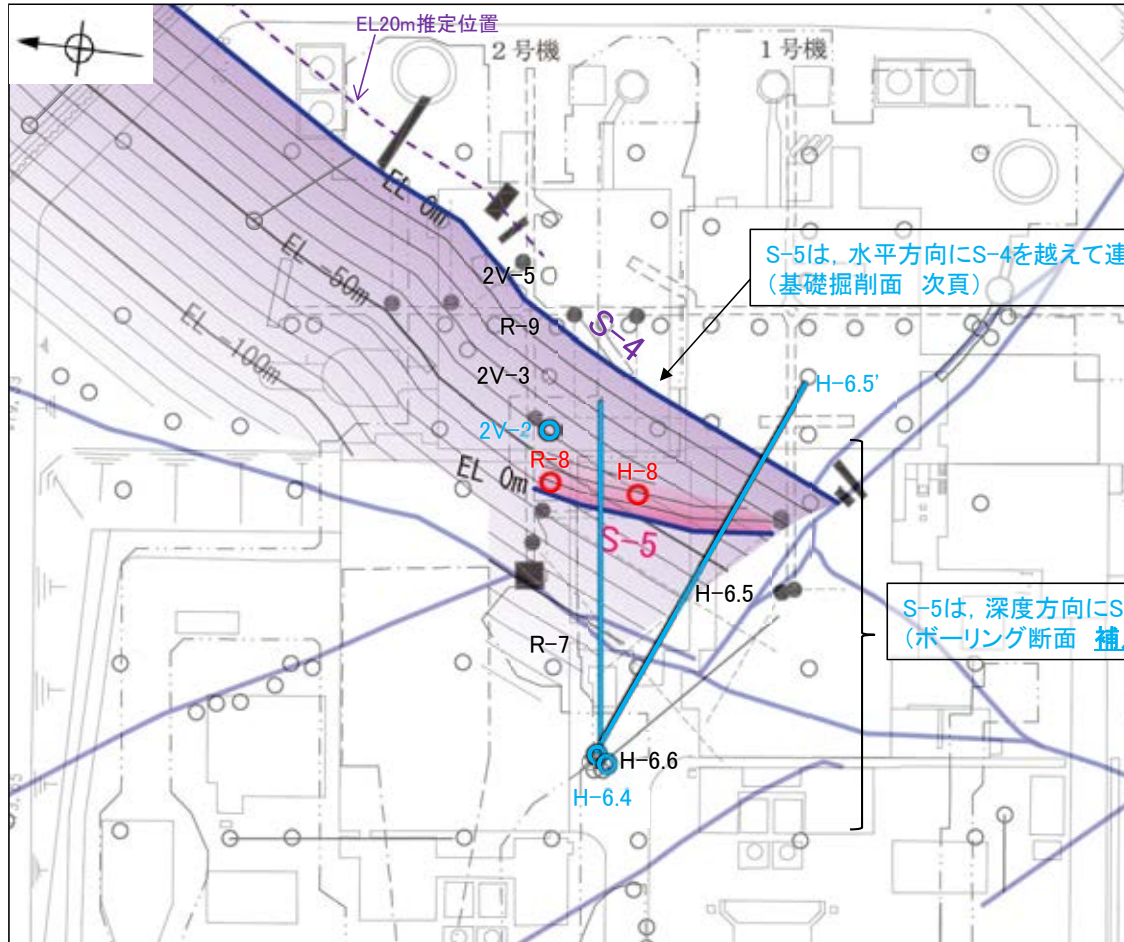 EL20m推定位置
2号機
1号機
EL 0m
S-5は，水平方向にS-4を越えて連
(基礎掘削面 次頁)
2V-5
EL -50m
R-9
S-4
EL -100m
2V-3
H-6.5'
2V-2
R-8
H-8
EL 0m
S-5
H-6.5
S-5は，深度方向にS
(ボーリング断面 補
R-7
H-6.6
H-6.4